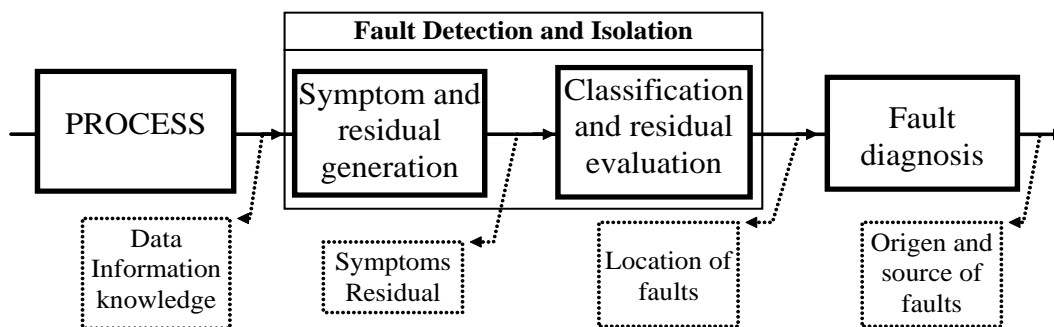 Fault Detection and Isolation
PROCESS
Symptom and
residual
generation
Classification
and residual
evaluation
Fault
diagnosis
Data
Information
knowledge
Symptoms
Residual
Location of
faults
Origen and
source of
faults